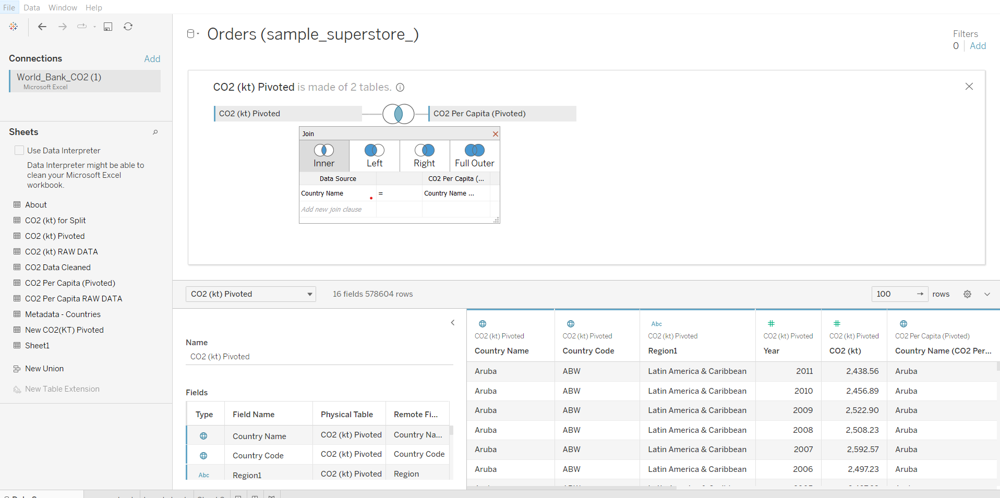 File Data Window Help
Connections Add
World_Bank_CO2 (1)
Microsoft Excel
Sheets
Use Data Interpreter
Data Interpreter might be able to
clean your Microsoft Excel
workbook.
About
CO2 (kt) for Split
CO2 (kt) Pivoted
CO2 (kt) RAW DATA
CO2 Data Cleaned
CO2 Per Capita (Pivoted)
CO2 Per Capita RAW DATA
Metadata - Countries
New CO2(KT) Pivoted
Sheet1
New Union
New Table Extension
Orders (sample_superstore_)
Filters
0 Add
CO2 (kt) Pivoted is made of 2 tables.
CO2 (kt) Pivoted CO2 Per Capita (Pivoted)
Join
Inner Left Right Full Outer
Data Source CO2 Per Capita (...
Country Name = Country Name ...
Add new join clause
CO2 (kt) Pivoted 16 fields 578604 rows 100 rows
Name
CO2 (kt) Pivoted
Fields
Type Field Name Physical Table Remote Fi...
Country Name CO2 (kt) Pivoted Country Na...
Country Code CO2 (kt) Pivoted Country Code
Abc Region1 CO2 (kt) Pivoted Region
Abc
CO2 (kt) Pivoted CO2 (kt) Pivoted CO2 (kt) Pivoted CO2 (kt) Pivoted CO2 (kt) Pivoted CO2 Per Capita (Pivoted)
Country Name Country Code Region1 Year CO2 (kt) Country Name (CO2 Per...
Aruba ABW Latin America & Caribbean 2011 2,438.56 Aruba
Aruba ABW Latin America & Caribbean 2010 2,456.89 Aruba
Aruba ABW Latin America & Caribbean 2009 2,522.90 Aruba
Aruba ABW Latin America & Caribbean 2008 2,508.23 Aruba
Aruba ABW Latin America & Caribbean 2007 2,592.57 Aruba
Aruba ABW Latin America & Caribbean 2006 2,497.23 Aruba